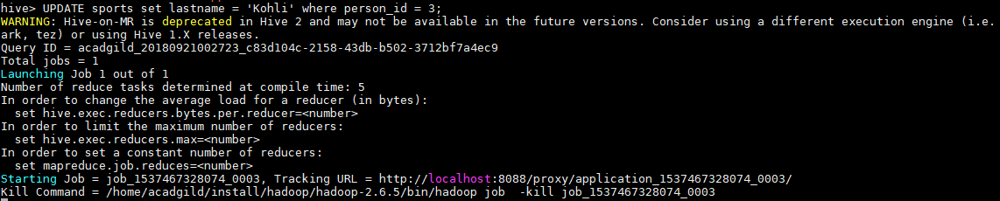 hive> UPDATE sports set lastname = 'Kohli' where person_id = 3;
WARNING: Hive-on-MR is deprecated in Hive 2 and may not be available in the future versions. Consider using a different execution engine (i.e.
ark, tez) or using Hive 1.X releases.
Query ID = acadgild_20180921002723_c83d104c-2158-43db-b502-3712bf7a4ec9
Total jobs = 1
Launching Job 1 out of 1
Number of reduce tasks determined at compile time: 5
In order to change the average load for a reducer (in bytes):
  set hive.exec.reducers.bytes.per.reducer=<number>
In order to limit the maximum number of reducers:
  set hive.exec.reducers.max=<number>
In order to set a constant number of reducers:
  set mapreduce.job.reduces=<number>
Starting Job = job_1537467328074_0003, Tracking URL = http://localhost:8088/proxy/application_1537467328074_0003/
Kill Command = /home/acadgild/install/hadoop/hadoop-2.6.5/bin/hadoop job  -kill job_1537467328074_0003